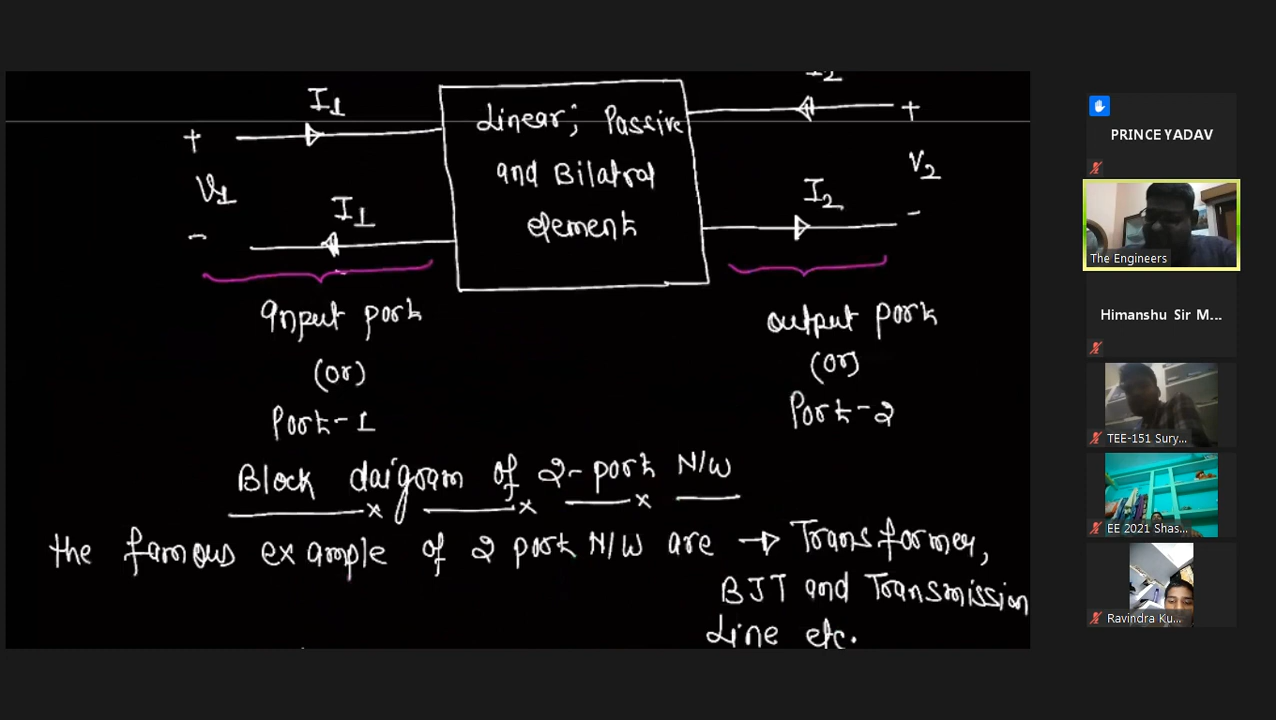 I2
I1
+
Linear; Passive
+
V1
and Bilatral
V2
I1
I2
-
element
-
Input port
output port
(or)
(or)
Port-1
Port-2
Block daigram of 2-port N/W
the famous example of 2 port N/W are → Transformer,
BJT and Transmission
Line etc.
PRINCE YADAV
The Engineers
Himanshu Sir M...
TEE-151 Sury...
EE 2021 Shas...
Ravindra Ku...